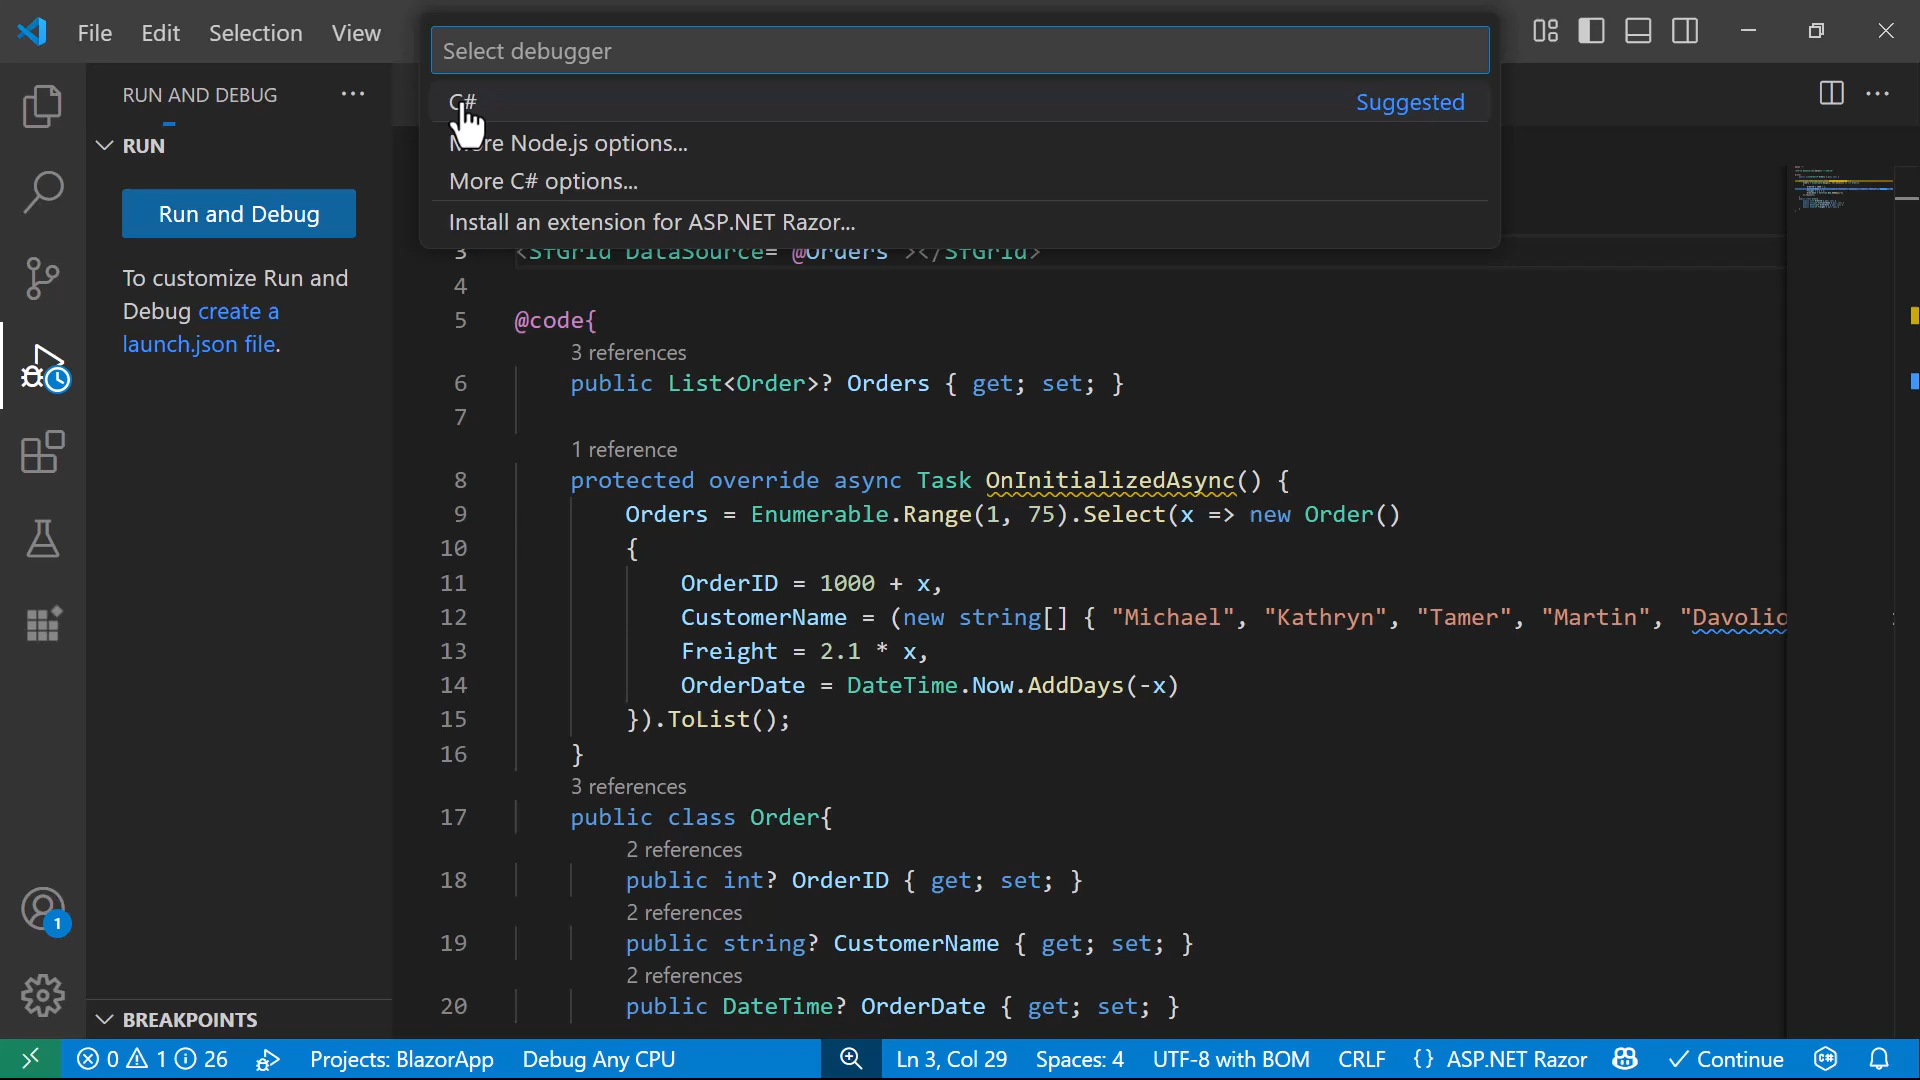 File Edit Selection View
Select debugger
C# Suggested
More Node.js options...
More C# options...
Install an extension for ASP.NET Razor...
RUN AND DEBUG
RUN
Run and Debug
To customize Run and
Debug create a
launch.json file.
3 <SfGrid DataSource="@Orders"></SfGrid>
4
5 @code{
3 references
6 public List<Order>? Orders { get; set; }
7
1 reference
8 protected override async Task OnInitializedAsync() {
9 Orders = Enumerable.Range(1, 75).Select(x => new Order()
10 {
11 OrderID = 1000 + x,
12 CustomerName = (new string[] { "Michael", "Kathryn", "Tamer", "Martin", "Davolio
13 Freight = 2.1 * x,
14 OrderDate = DateTime.Now.AddDays(-x)
15 }).ToList();
16 }
3 references
17 public class Order{
2 references
18 public int? OrderID { get; set; }
2 references
19 public string? CustomerName { get; set; }
2 references
20 public DateTime? OrderDate { get; set; }
1
BREAKPOINTS
0 1 26 Projects: BlazorApp Debug Any CPU Ln 3, Col 29 Spaces: 4 UTF-8 with BOM CRLF {} ASP.NET Razor Continue